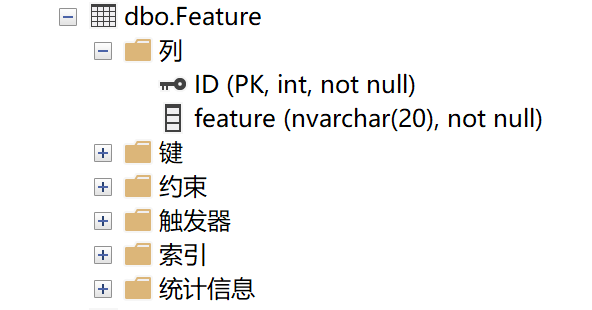 dbo.Feature
列
ID (PK, int, not null)
feature (nvarchar(20), not null)
键
约束
触发器
索引
统计信息